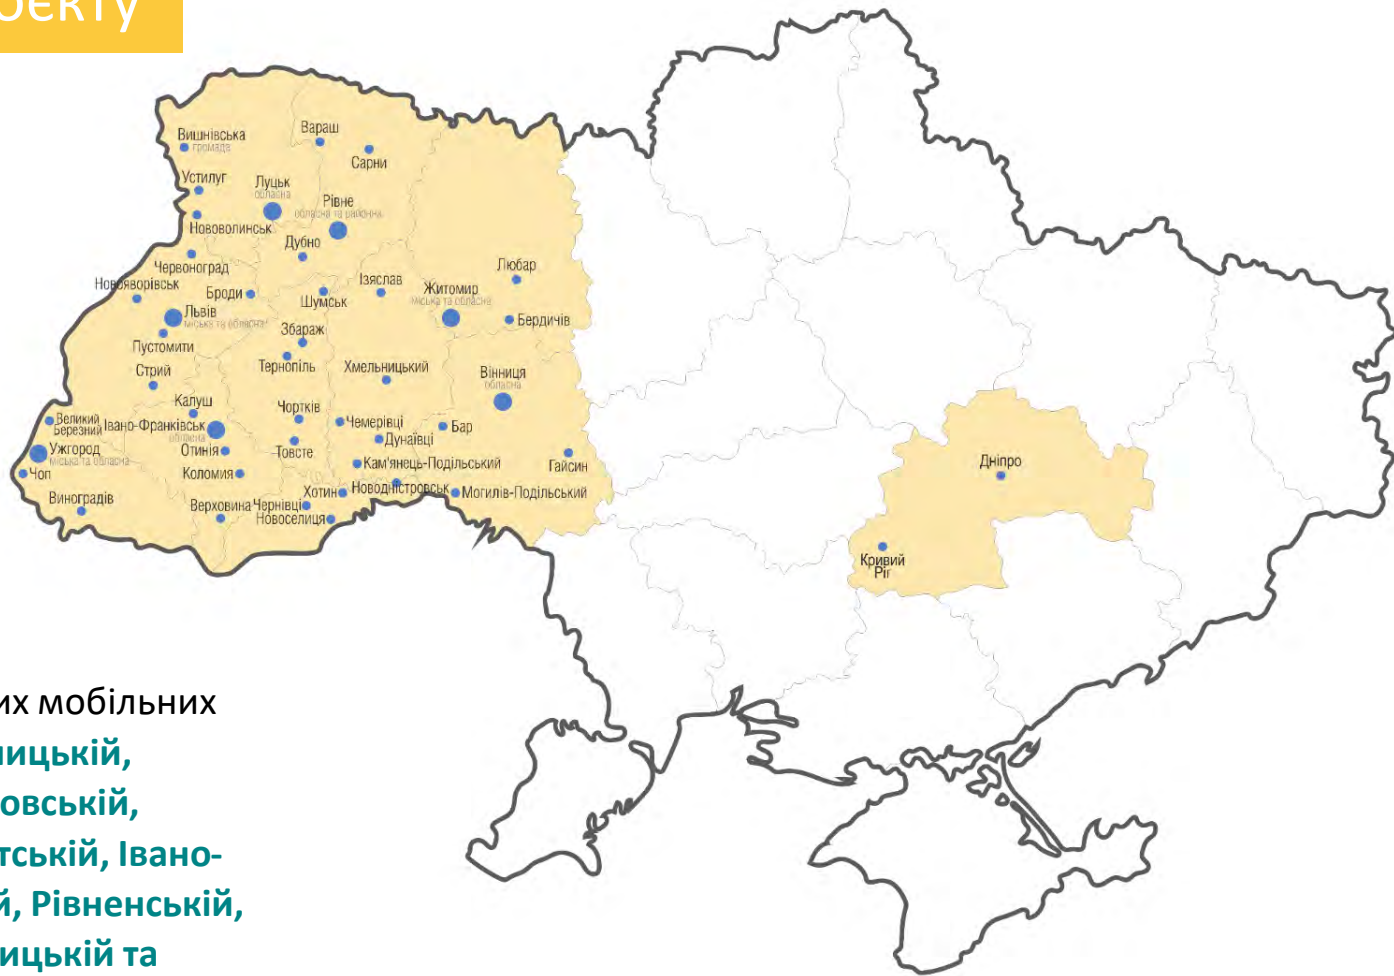 оєкту
Вишнівська
громада
Вараш
Сарни
Устилуг
Луцьк
обласна
Рівне
обласна та районна
Нововолинськ
Дубно
Червоноград
Новояворівськ
Броди
Шумськ
Ізяслав
Житомир
міська та обласна
Любар
Бердичів
Львів
міська та обласна
Пустомити
Збараж
Тернопіль
Стрий
Хмельницький
Вінниця
обласна
Калуш
Великий
Березний
Івано-Франківськ
обласна
Чортків
Чемерівці
Бар
Дунаївці
Ужгород
міська та обласна
Отинія
Товсте
Чоп
Коломия
Кам'янець-Подільський
Гайсин
Виноградів
Верховина
Чернівці
Хотин
Новодністровськ
Могилів-Подільський
Новоселиця
Дніпро
Кривий
Ріг
их мобільних
ницькій,
овській,
тській, Івано-
й, Рівненській,
ицькій та